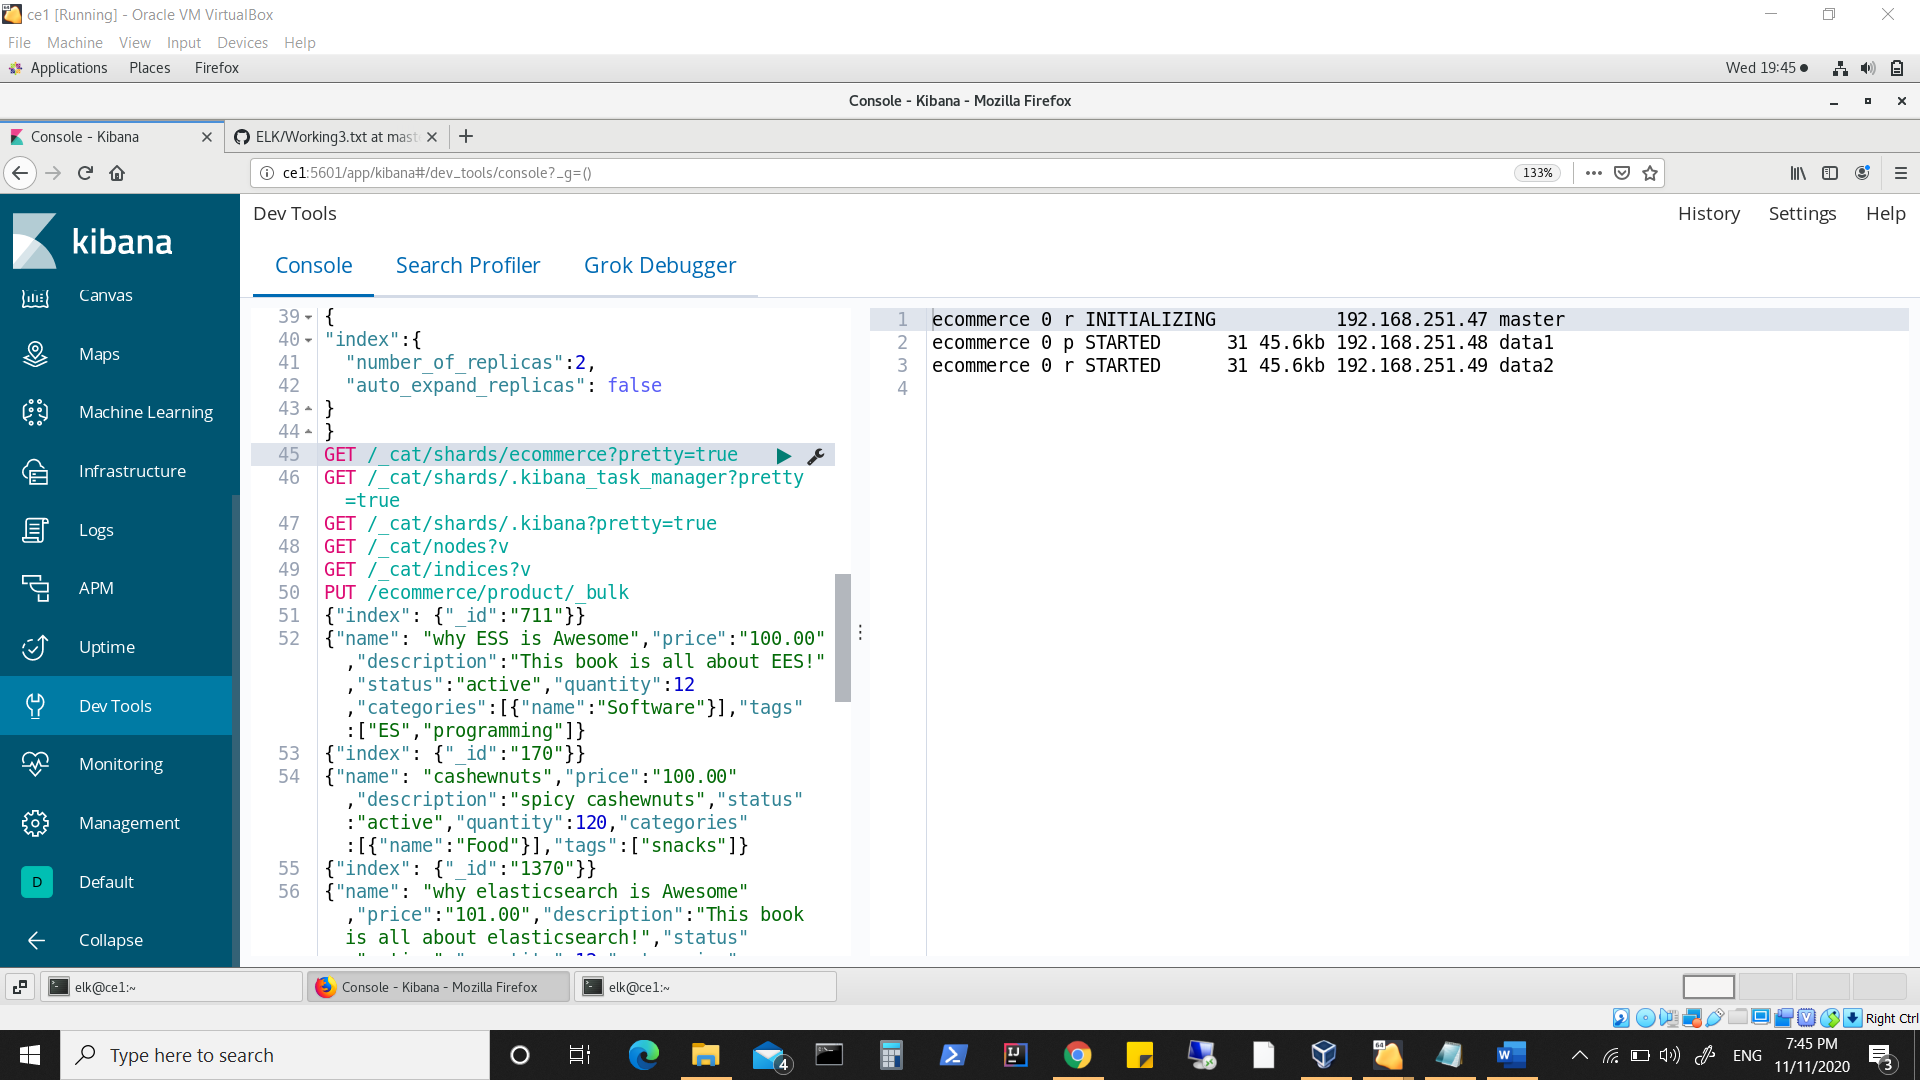 ce1 [Running] - Oracle VM VirtualBox
File Machine View Input Devices Help
Applications Places Firefox
Wed 19:45
Console - Kibana - Mozilla Firefox
Console - Kibana
ELK/Working3.txt at mast
ce1:5601/app/kibana#/dev_tools/console?_g=()
133%
kibana
Canvas
Maps
Machine Learning
Infrastructure
Logs
APM
Uptime
Dev Tools
Monitoring
Management
D Default
Collapse
Dev Tools
History Settings Help
Console Search Profiler Grok Debugger
39 {
40 "index":{
41 "number_of_replicas":2,
42 "auto_expand_replicas": false
43 }
44 }
45 GET /_cat/shards/ecommerce?pretty=true
46 GET /_cat/shards/.kibana_task_manager?pretty
=true
47 GET /_cat/shards/.kibana?pretty=true
48 GET /_cat/nodes?v
49 GET /_cat/indices?v
50 PUT /ecommerce/product/_bulk
51 {"index": {"_id":"711"}}
52 {"name": "why ESS is Awesome","price":"100.00"
,"description":"This book is all about EES!"
,"status":"active","quantity":12
,"categories":[{"name":"Software"}],"tags"
:["ES","programming"]}
53 {"index": {"_id":"170"}}
54 {"name": "cashewnuts","price":"100.00"
,"description":"spicy cashewnuts","status"
:"active","quantity":120,"categories"
:[{"name":"Food"}],"tags":["snacks"]}
55 {"index": {"_id":"1370"}}
56 {"name": "why elasticsearch is Awesome"
,"price":"101.00","description":"This book
is all about elasticsearch!","status"
1 ecommerce 0 r INITIALIZING 192.168.251.47 master
2 ecommerce 0 p STARTED 31 45.6kb 192.168.251.48 data1
3 ecommerce 0 r STARTED 31 45.6kb 192.168.251.49 data2
4
elk@ce1:~
Console - Kibana - Mozilla Firefox
elk@ce1:~
Right Ctrl
Type here to search
4
64
ENG
7:45 PM
11/11/2020
3